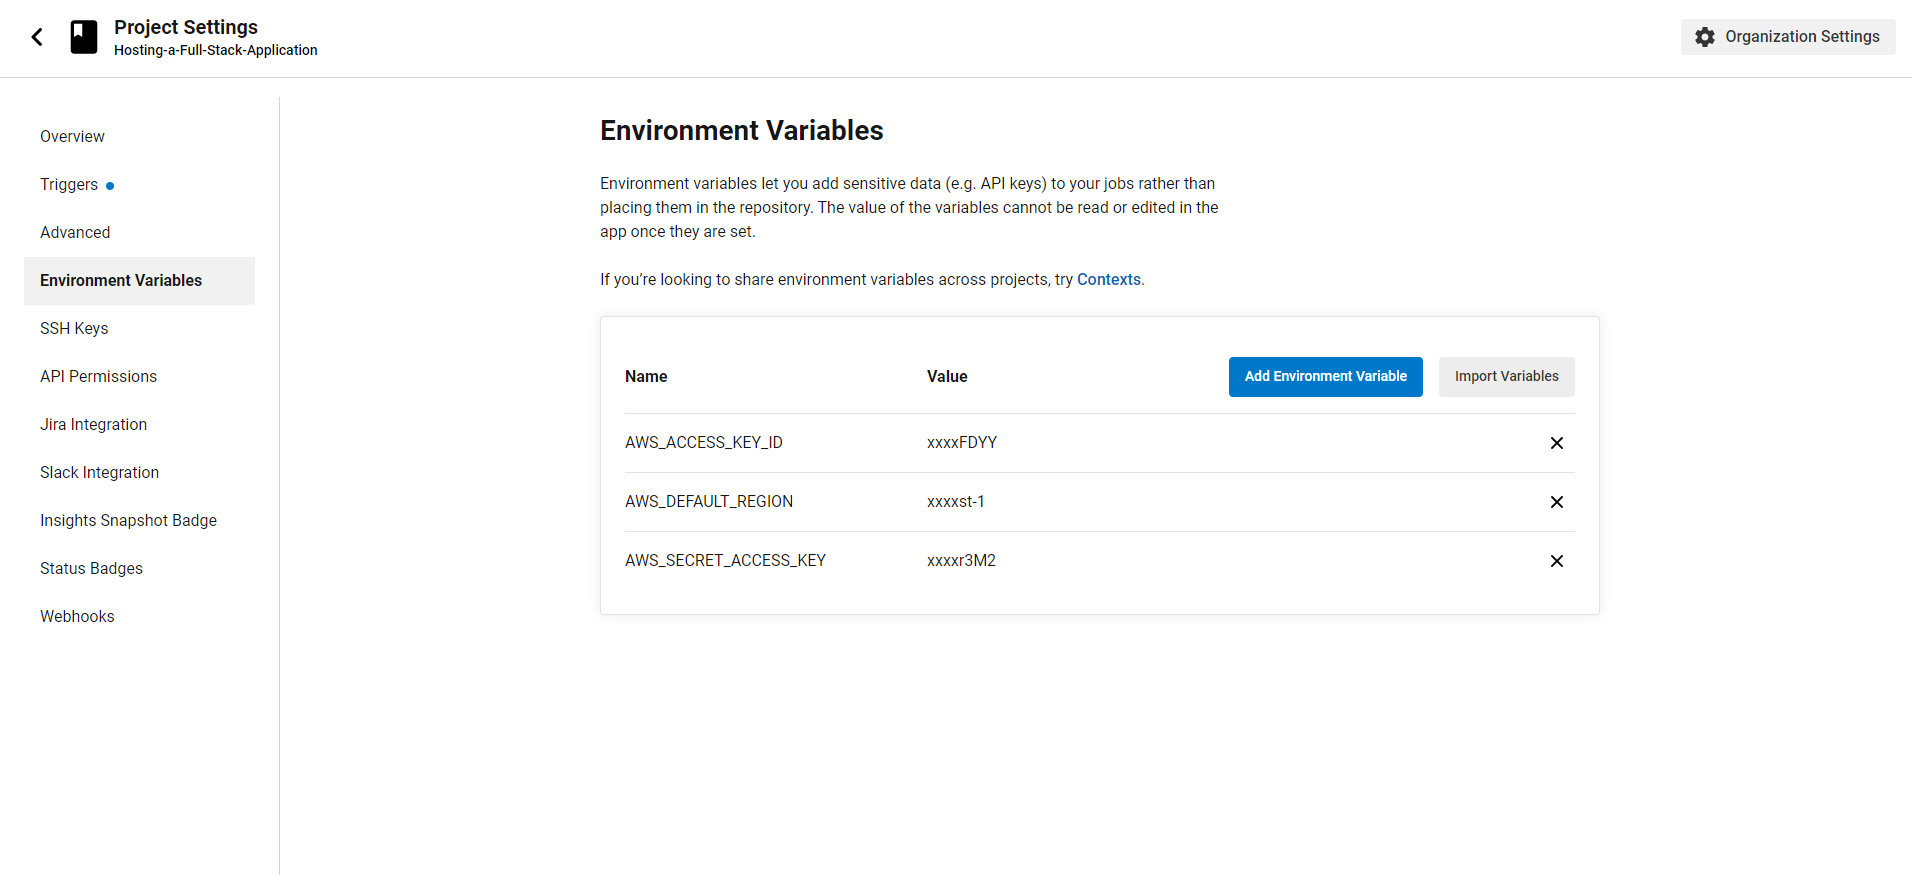 Project Settings
Hosting-a-Full-Stack-Application
Organization Settings
Overview
Triggers
Advanced
Environment Variables
SSH Keys
API Permissions
Jira Integration
Slack Integration
Insights Snapshot Badge
Status Badges
Webhooks
Environment Variables
Environment variables let you add sensitive data (e.g. API keys) to your jobs rather than
placing them in the repository. The value of the variables cannot be read or edited in the
app once they are set.
If you’re looking to share environment variables across projects, try Contexts.
Name Value Add Environment Variable Import Variables
AWS_ACCESS_KEY_ID xxxxFDYY
AWS_DEFAULT_REGION xxxxst-1
AWS_SECRET_ACCESS_KEY xxxxr3M2